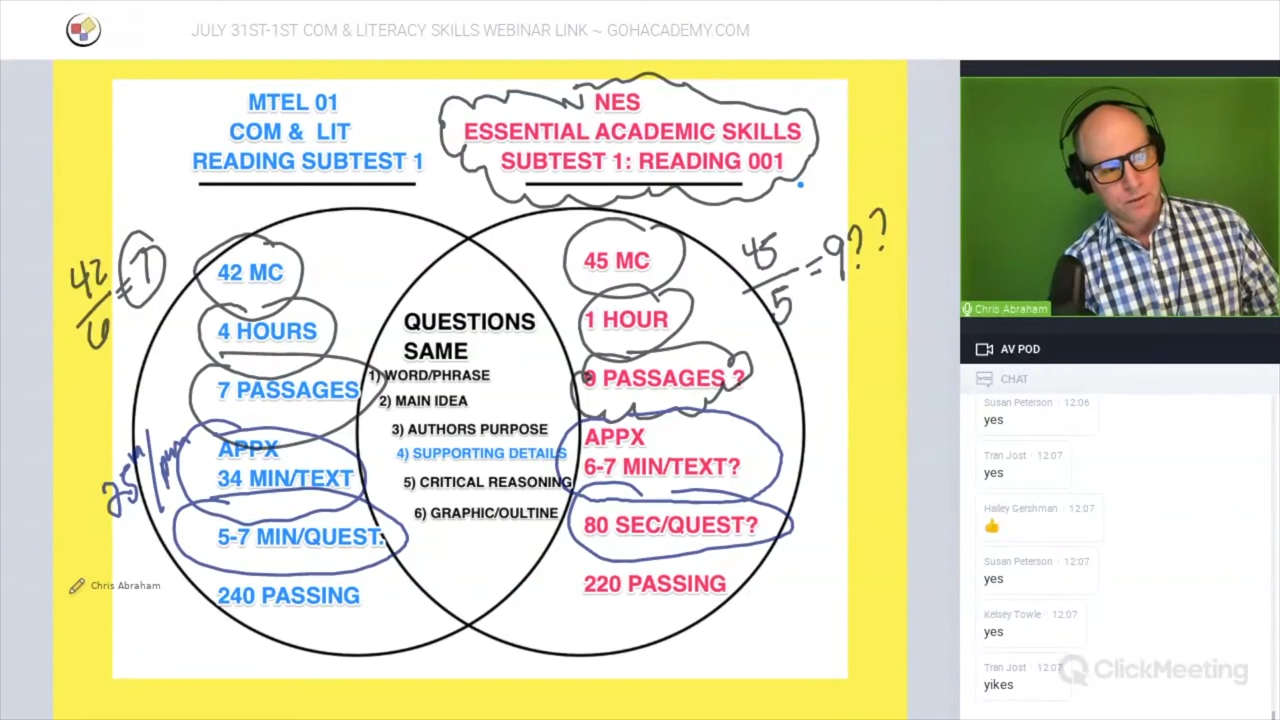 JULY 31ST-1ST COM & LITERACY SKILLS WEBINAR LINK ~ GOHACADEMY.COM
MTEL 01
COM & LIT
READING SUBTEST 1
NES
ESSENTIAL ACADEMIC SKILLS
SUBTEST 1: READING 001
42/6 = 7
42 MC
4 HOURS
7 PASSAGES
APPX
34 MIN/TEXT
5-7 MIN/QUEST.
240 PASSING
QUESTIONS
SAME
1) WORD/PHRASE
2) MAIN IDEA
3) AUTHORS PURPOSE
4) SUPPORTING DETAILS
5) CRITICAL REASONING
6) GRAPHIC/OULTINE
45 MC
1 HOUR
9 PASSAGES ?
APPX
6-7 MIN/TEXT?
80 SEC/QUEST?
220 PASSING
45/5 = 9??
Chris Abraham
Chris Abraham
AV POD
CHAT
Susan Peterson 12:06
yes
Tran Jost 12:07
yes
Hailey Gershman 12:07
Susan Peterson 12:07
yes
Kelsey Towle 12:07
yes
Tran Jost 12:07
yikes
ClickMeeting